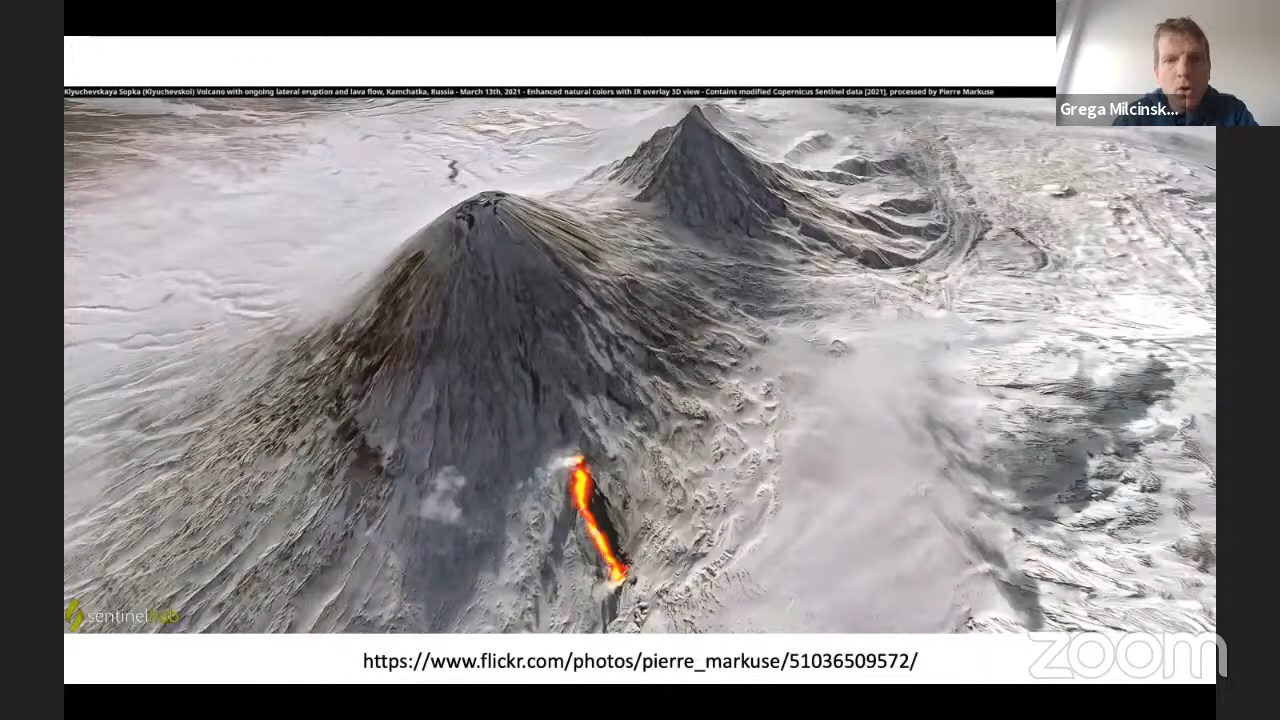 Klyuchevskaya Sopka (Klyuchevskoi) Volcano with ongoing lateral eruption and lava flow, Kamchatka, Russia - March 13th, 2021 - Enhanced natural colors with IR overlay 3D view - Contains modified Copernicus Sentinel data [2021], processed by Pierre Markuse
Grega Milcinsk...
sentinelhub
https://www.flickr.com/photos/pierre_markuse/51036509572/
zoom